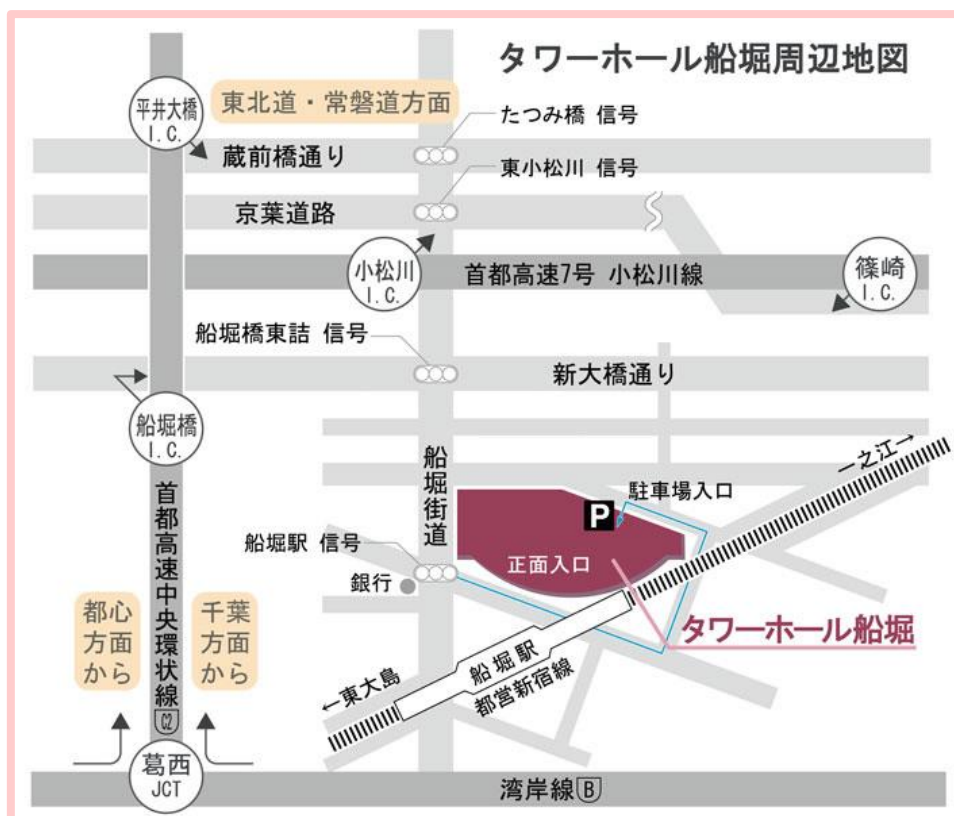 タワーホール船堀周辺地図
平井大橋
I.C.
東北道・常磐道方面
たつみ橋 信号
蔵前橋通り
東小松川 信号
京葉道路
小松川
I.C.
首都高速7号 小松川線
篠崎
I.C.
船堀橋東詰 信号
新大橋通り
船堀橋
I.C.
船堀街道
一之江→
駐車場入口
P
正面入口
船堀駅 信号
銀行
首都高速中央環状線
C2
都心
方面
から
千葉
方面
から
タワーホール船堀
船堀駅
都営新宿線
←東大島
葛西
JCT
湾岸線B